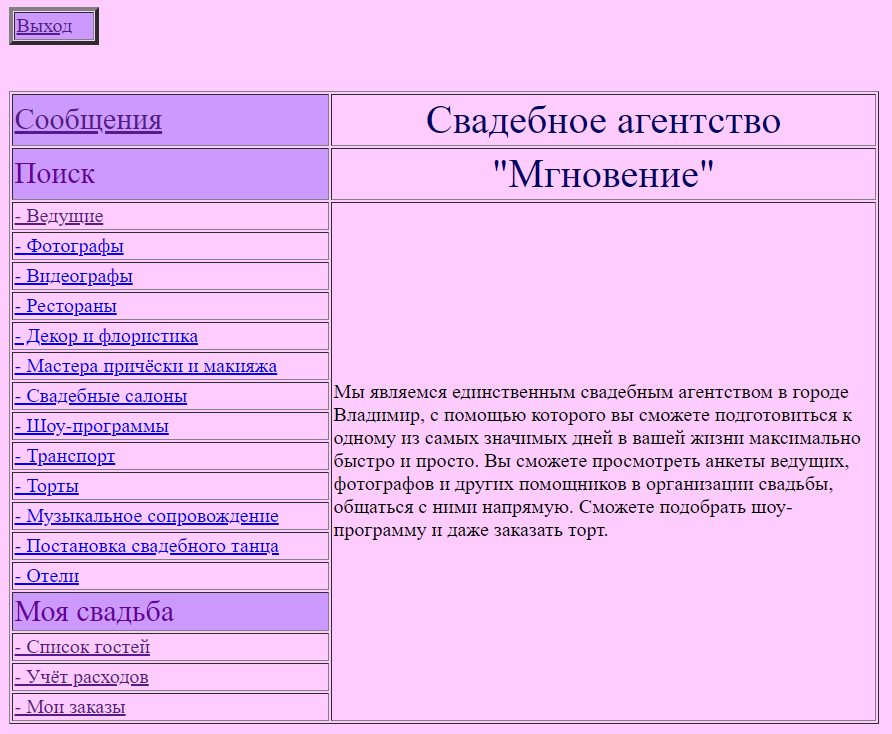 Выход
Сообщения
Свадебное агентство
Поиск
"Мгновение"
- Ведущие
- Фотографы
- Видеографы
- Рестораны
- Декор и флористика
- Мастера причёски и макияжа
- Свадебные салоны
- Шоу-программы
- Транспорт
- Торты
- Музыкальное сопровождение
- Постановка свадебного танца
- Отели
Моя свадьба
- Список гостей
- Учёт расходов
- Мои заказы
Мы являемся единственным свадебным агентством в городе
Владимир, с помощью которого вы сможете подготовиться к
одному из самых значимых дней в вашей жизни максимально
быстро и просто. Вы сможете просмотреть анкеты ведущих,
фотографов и других помощников в организации свадьбы,
общаться с ними напрямую. Сможете подобрать шоу-
программу и даже заказать торт.